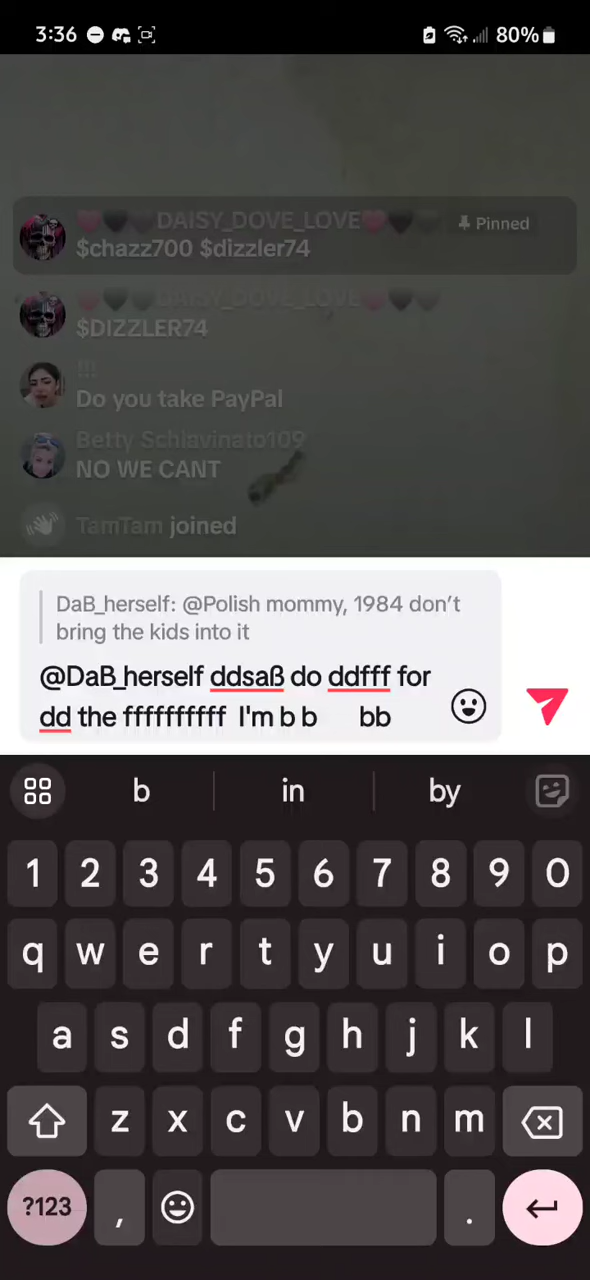 3:36 80%
🩷🖤🤍DAISY_DOVE_LOVE🩷🖤🤍 Pinned
$chazz700 $dizzler74
🩷🖤🤍DAISY_DOVE_LOVE🩷🖤🤍
$DIZZLER74
!!!
Do you take PayPal
Betty Schiavinato109
NO WE CANT
TamTam joined
DaB_herself: @Polish mommy, 1984 don't
bring the kids into it
@DaB_herself ddsaß do ddfff for
dd the ffffffffff I'm b b bb
b in by
1 2 3 4 5 6 7 8 9 0
q w e r t y u i o p
a s d f g h j k l
z x c v b n m
?123 , .